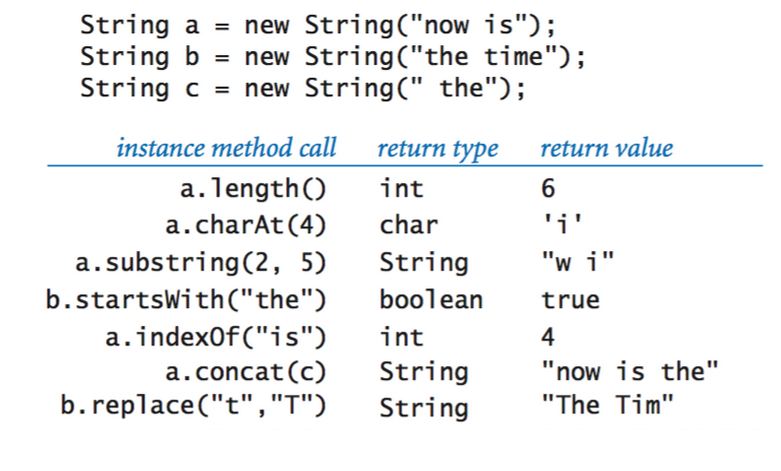 String a = new String("now is");
String b = new String("the time");
String c = new String(" the");
instance method call return type return value
a.length() int 6
a.charAt(4) char 'i'
a.substring(2, 5) String "w i"
b.startsWith("the") boolean true
a.indexOf("is") int 4
a.concat(c) String "now is the"
b.replace("t","T") String "The Tim"